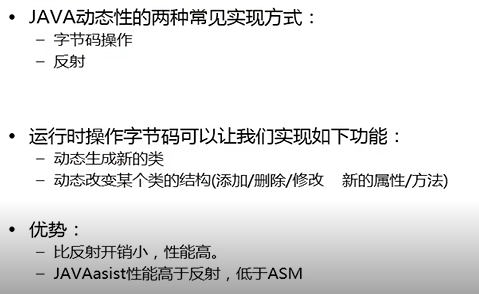 • JAVA动态性的两种常见实现方式：
– 字节码操作
– 反射
• 运行时操作字节码可以让我们实现如下功能：
– 动态生成新的类
– 动态改变某个类的结构(添加/删除/修改 新的属性/方法)
• 优势：
– 比反射开销小，性能高。
– JAVAasist性能高于反射，低于ASM